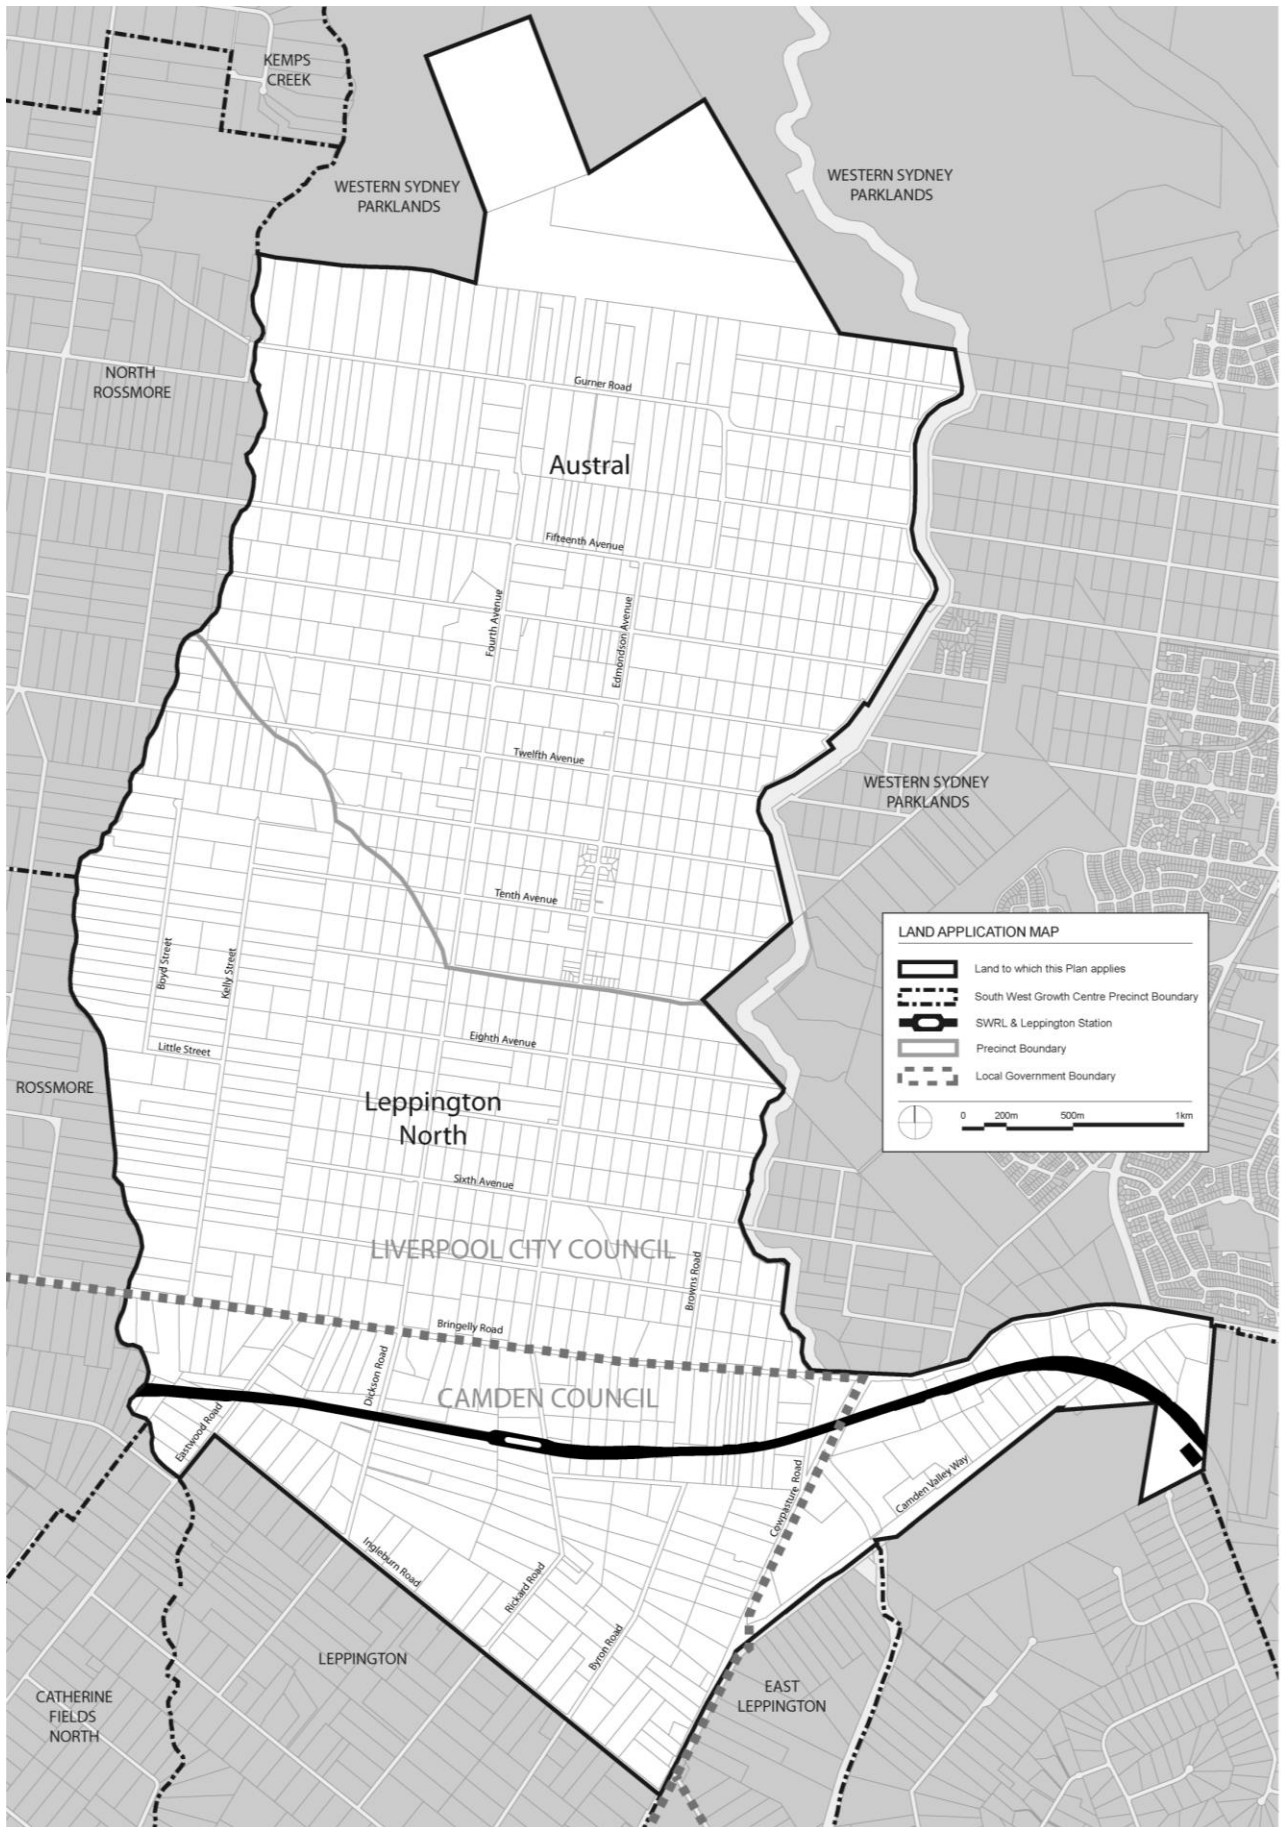 KEMPS
CREEK
WESTERN SYDNEY
PARKLANDS
WESTERN SYDNEY
PARKLANDS
NORTH
ROSSMORE
Gurner Road
Austral
Fifteenth Avenue
Fourth Avenue
Edmondson Avenue
Twelfth Avenue
WESTERN SYDNEY
PARKLANDS
Tenth Avenue
LAND APPLICATION MAP
Land to which this Plan applies
South West Growth Centre Precinct Boundary
SWRL & Leppington Station
Precinct Boundary
Local Government Boundary
0 200m 500m 1km
Boyd Street
Kelly Street
Eighth Avenue
Little Street
ROSSMORE
Leppington
North
Sixth Avenue
LIVERPOOL CITY COUNCIL
Browns Road
Bringelly Road
Dickson Road
CAMDEN COUNCIL
Eastwood Road
Cowpasture Road
Camden Valley Way
Ingleburn Road
Rickard Road
Byron Road
LEPPINGTON
EAST
LEPPINGTON
CATHERINE
FIELDS
NORTH